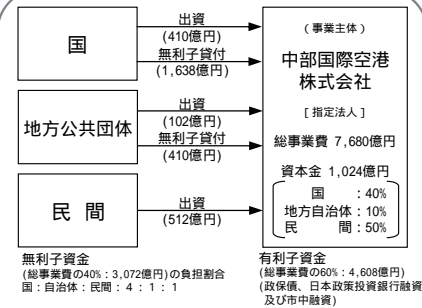 国
出資
(410億円)
無利子貸付
(1,638億円)
地方公共団体
出資
(102億円)
無利子貸付
(410億円)
民 間
出資
(512億円)
(事業主体)
中部国際空港
株式会社
[指定法人]
総事業費 7,680億円
資本金 1,024億円
国 :40%
地方自治体:10%
民 間:50%
無利子資金
(総事業費の40%:3,072億円)の負担割合
国:自治体:民間:4:1:1
有利子資金
(総事業費の60%:4,608億円)
(政保債、日本政策投資銀行融資
及び市中融資)